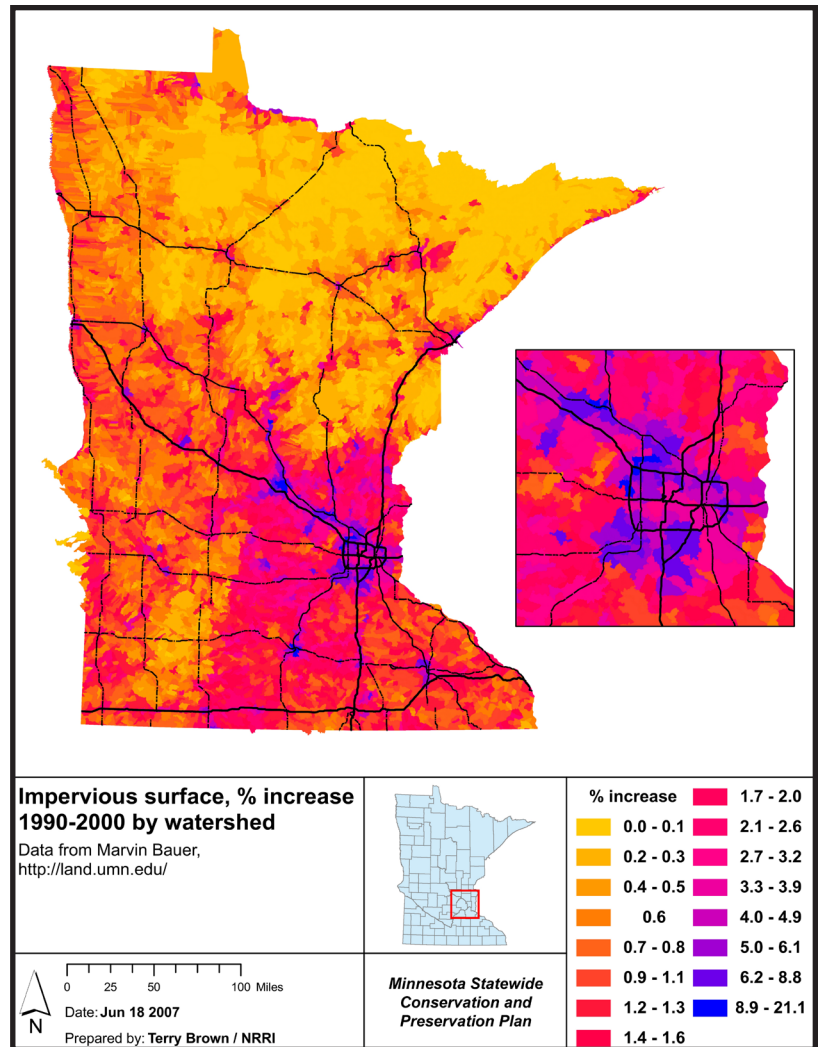 Impervious surface, % increase
1990-2000 by watershed
Data from Marvin Bauer,
http://land.umn.edu/
0 25 50 100 Miles
N
Date: Jun 18 2007
Prepared by: Terry Brown / NRRI
Minnesota Statewide
Conservation and
Preservation Plan
% increase
0.0 - 0.1
0.2 - 0.3
0.4 - 0.5
0.6
0.7 - 0.8
0.9 - 1.1
1.2 - 1.3
1.4 - 1.6
1.7 - 2.0
2.1 - 2.6
2.7 - 3.2
3.3 - 3.9
4.0 - 4.9
5.0 - 6.1
6.2 - 8.8
8.9 - 21.1